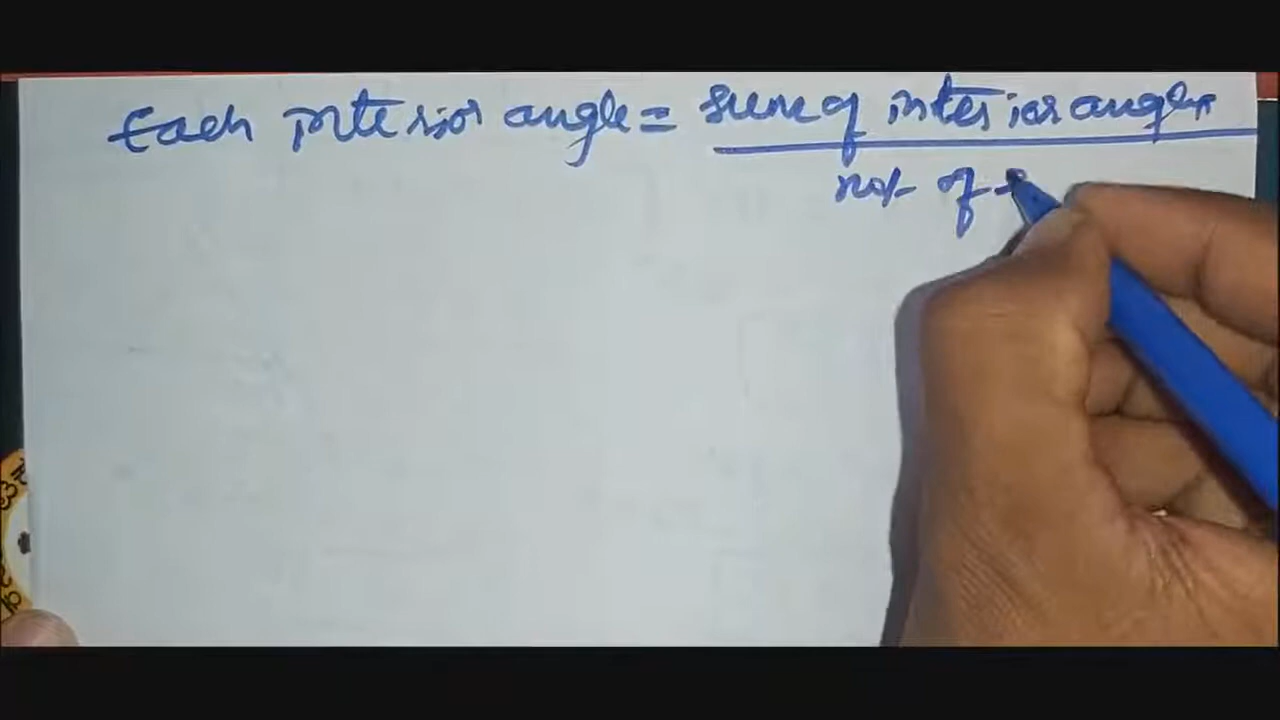 Each interior angle = sum of interior angles
no. of s